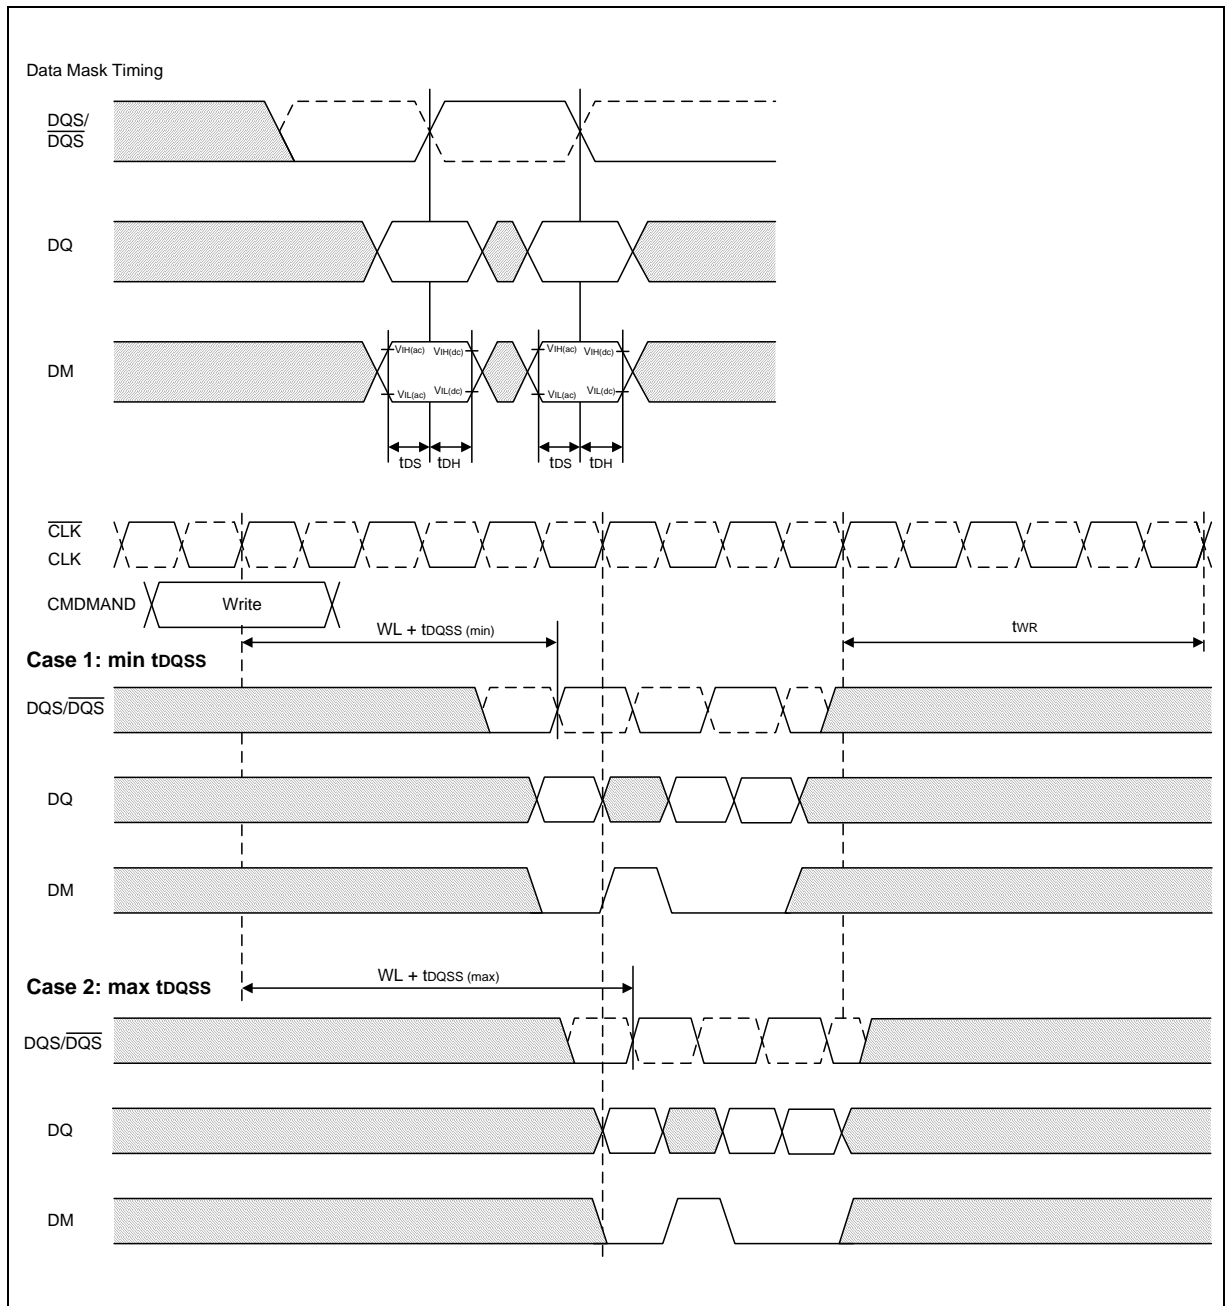 Data Mask Timing
DQS/
DQS
DQ
DM
VIH(ac) VIH(dc) VIH(ac) VIH(dc)
VIL(ac) VIL(dc) VIL(ac) VIL(dc)
tDS tDH tDS tDH
CLK
CLK
CMDMAND Write
WL + tDQSS (min) tWR
Case 1: min tDQSS
DQS/DQS
DQ
DM
WL + tDQSS (max)
Case 2: max tDQSS
DQS/DQS
DQ
DM